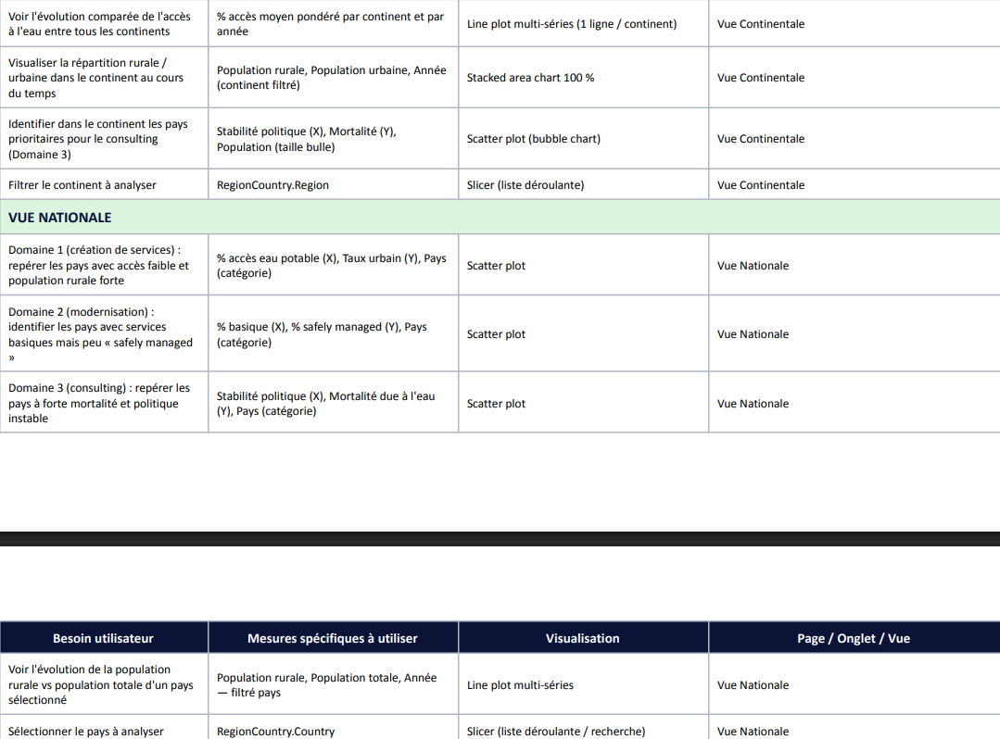 Voir l'évolution comparée de l'accès
à l'eau entre tous les continents
% accès moyen pondéré par continent et par
année
Line plot multi-séries (1 ligne / continent)
Vue Continentale
Visualiser la répartition rurale /
urbaine dans le continent au cours
du temps
Population rurale, Population urbaine, Année
(continent filtré)
Stacked area chart 100 %
Vue Continentale
Identifier dans le continent les pays
prioritaires pour le consulting
(Domaine 3)
Stabilité politique (X), Mortalité (Y),
Population (taille bulle)
Scatter plot (bubble chart)
Vue Continentale
Filtrer le continent à analyser
RegionCountry.Region
Slicer (liste déroulante)
Vue Continentale
VUE NATIONALE
Domaine 1 (création de services) :
repérer les pays avec accès faible et
population rurale forte
% accès eau potable (X), Taux urbain (Y), Pays
(catégorie)
Scatter plot
Vue Nationale
Domaine 2 (modernisation) :
identifier les pays avec services
basiques mais peu « safely managed
»
% basique (X), % safely managed (Y), Pays
(catégorie)
Scatter plot
Vue Nationale
Domaine 3 (consulting) : repérer les
pays à forte mortalité et politique
instable
Stabilité politique (X), Mortalité due à l'eau
(Y), Pays (catégorie)
Scatter plot
Vue Nationale
Besoin utilisateur
Mesures spécifiques à utiliser
Visualisation
Page / Onglet / Vue
Voir l'évolution de la population
rurale vs population totale d'un pays
sélectionné
Population rurale, Population totale, Année
— filtré pays
Line plot multi-séries
Vue Nationale
Sélectionner le pays à analyser
RegionCountry.Country
Slicer (liste déroulante / recherche)
Vue Nationale